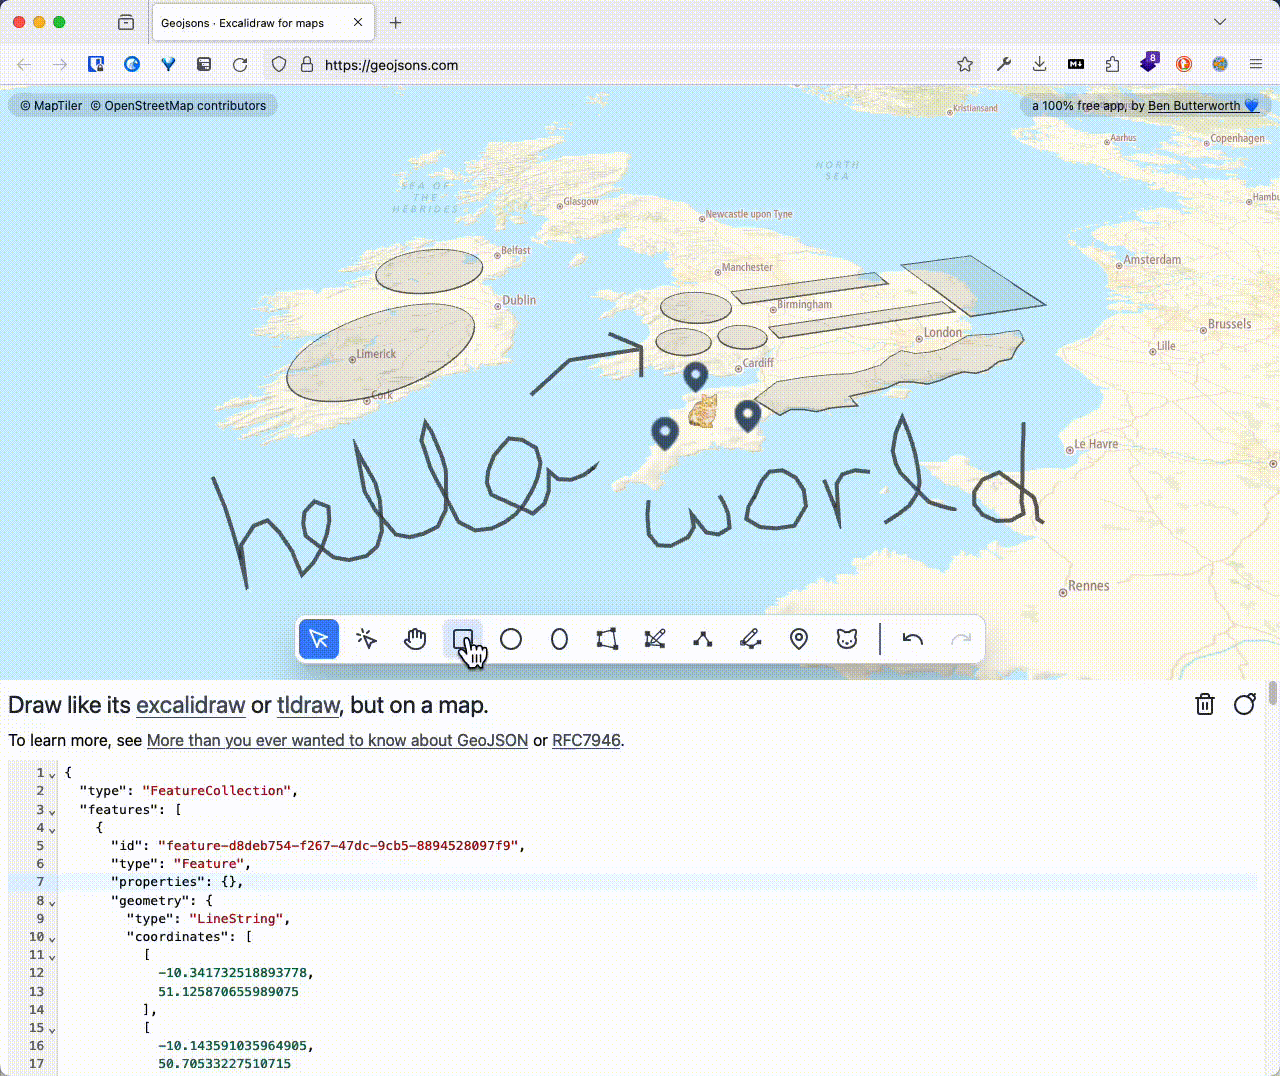 Geojsons · Excalidraw for maps
https://geojsons.com
8
© MapTiler © OpenStreetMap contributors
a 100% free app, by Ben Butterworth 💙
Kristiansand
Aarhus
Copenhagen
NORTH
SEA
SEA OF
THE
HEBRIDES
Glasgow
Hambu
Newcastle upon Tyne
Belfast
Amsterdam
Manchester
Dublin
Birmingham
Brussels
London
Lille
Limerick
Cardiff
Cork
Le Havre
hello world
Rennes
Draw like its excalidraw or tldraw, but on a map.
To learn more, see More than you ever wanted to know about GeoJSON or RFC7946.
1 {
2 "type": "FeatureCollection",
3 "features": [
4 {
5 "id": "feature-d8deb754-f267-47dc-9cb5-8894528097f9",
6 "type": "Feature",
7 "properties": {},
8 "geometry": {
9 "type": "LineString",
10 "coordinates": [
11 [
12 -10.341732518893778,
13 51.125870655989075
14 ],
15 [
16 -10.143591035964905,
17 50.70533227510715